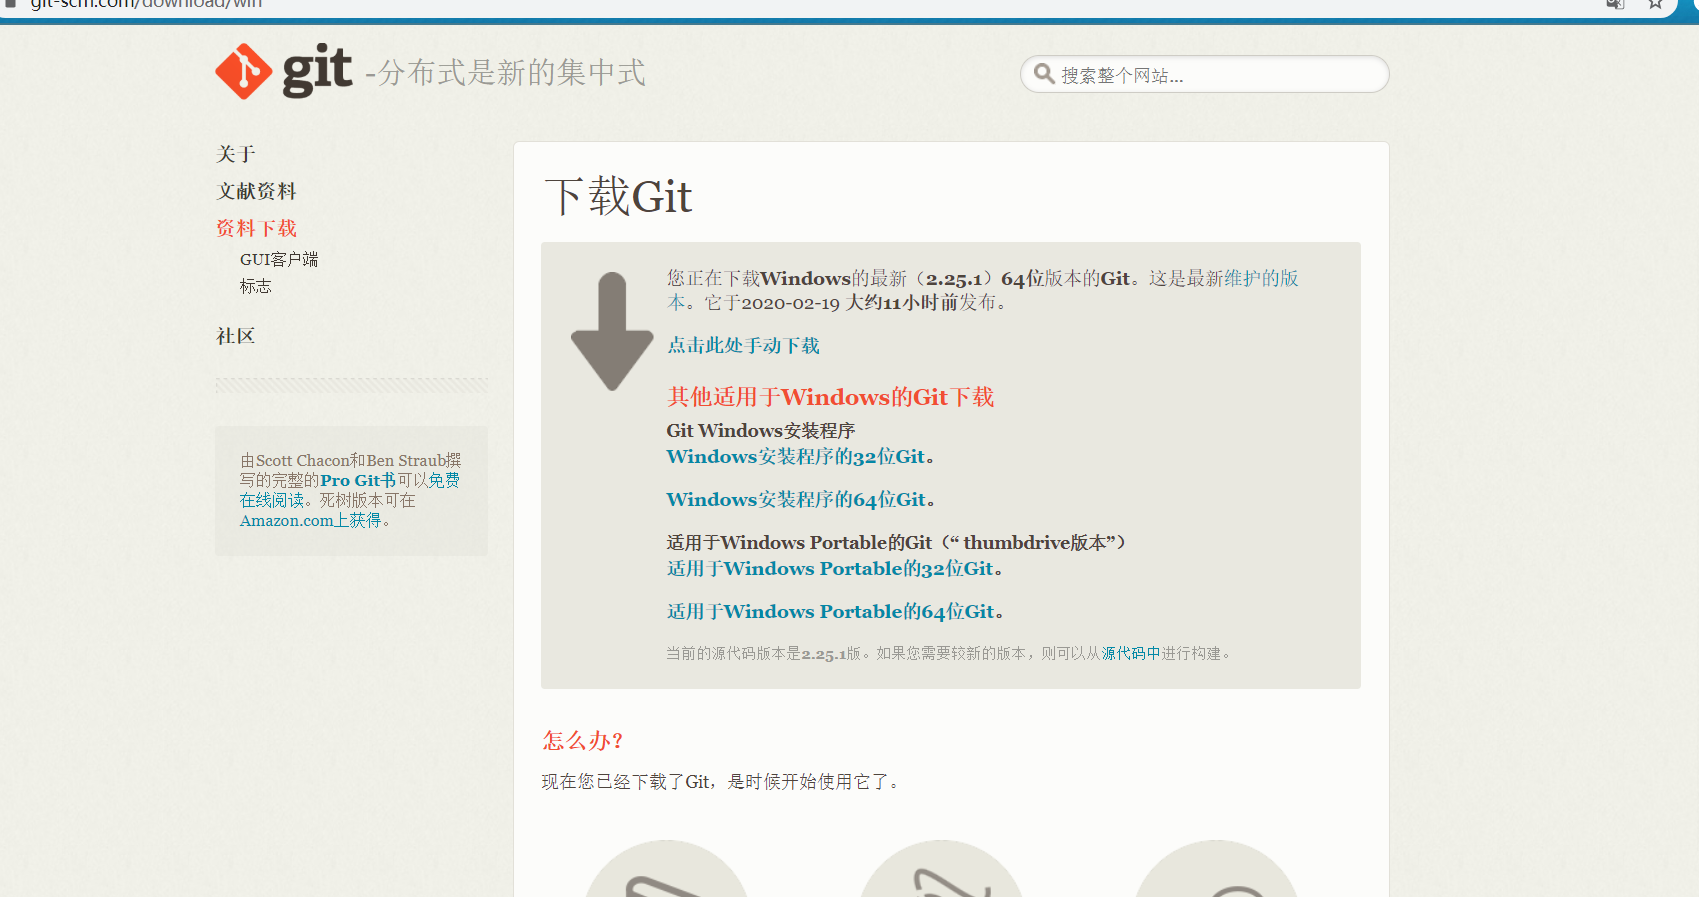 git-scm.com/download/win
git -分布式是新的集中式
搜索整个网站...
关于
文献资料
资料下载
GUI客户端
标志
社区
由Scott Chacon和Ben Straub撰
写的完整的Pro Git书可以免费
在线阅读。死树版本可在
Amazon.com上获得。
下载Git
您正在下载Windows的最新（2.25.1）64位版本的Git。这是最新维护的版
本。它于2020-02-19 大约11小时前发布。
点击此处手动下载
其他适用于Windows的Git下载
Git Windows安装程序
Windows安装程序的32位Git。
Windows安装程序的64位Git。
适用于Windows Portable的Git（“ thumbdrive版本”）
适用于Windows Portable的32位Git。
适用于Windows Portable的64位Git。
当前的源代码版本是2.25.1版。如果您需要较新的版本，则可以从源代码中进行构建。
怎么办？
现在您已经下载了Git，是时候开始使用它了。